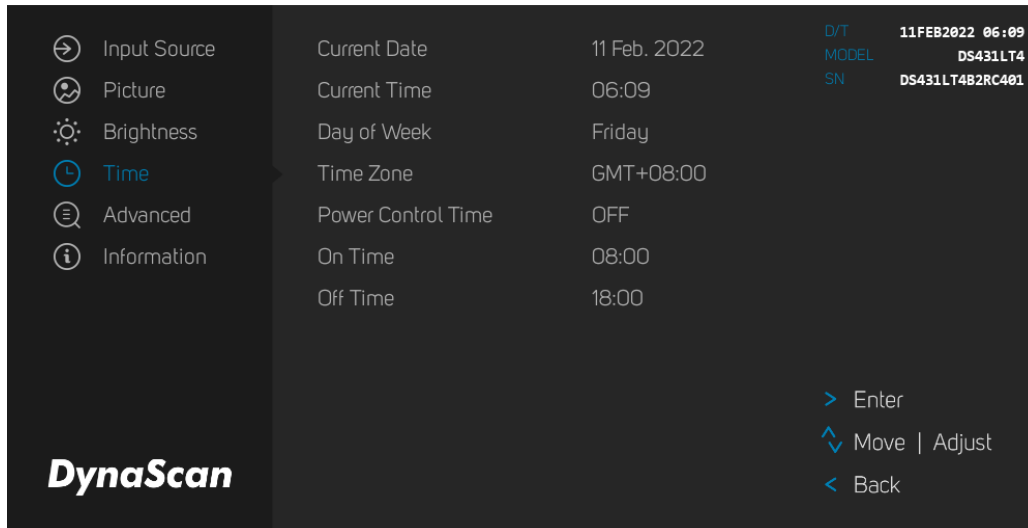 Input Source
Picture
Brightness
Time
Advanced
Information
DynaScan
Current Date 11 Feb. 2022
Current Time 06:09
Day of Week Friday
Time Zone GMT+08:00
Power Control Time OFF
On Time 08:00
Off Time 18:00
D/T 11FEB2022 06:09
MODEL DS431LT4
SN DS431LT4B2RC401
> Enter
Move | Adjust
< Back